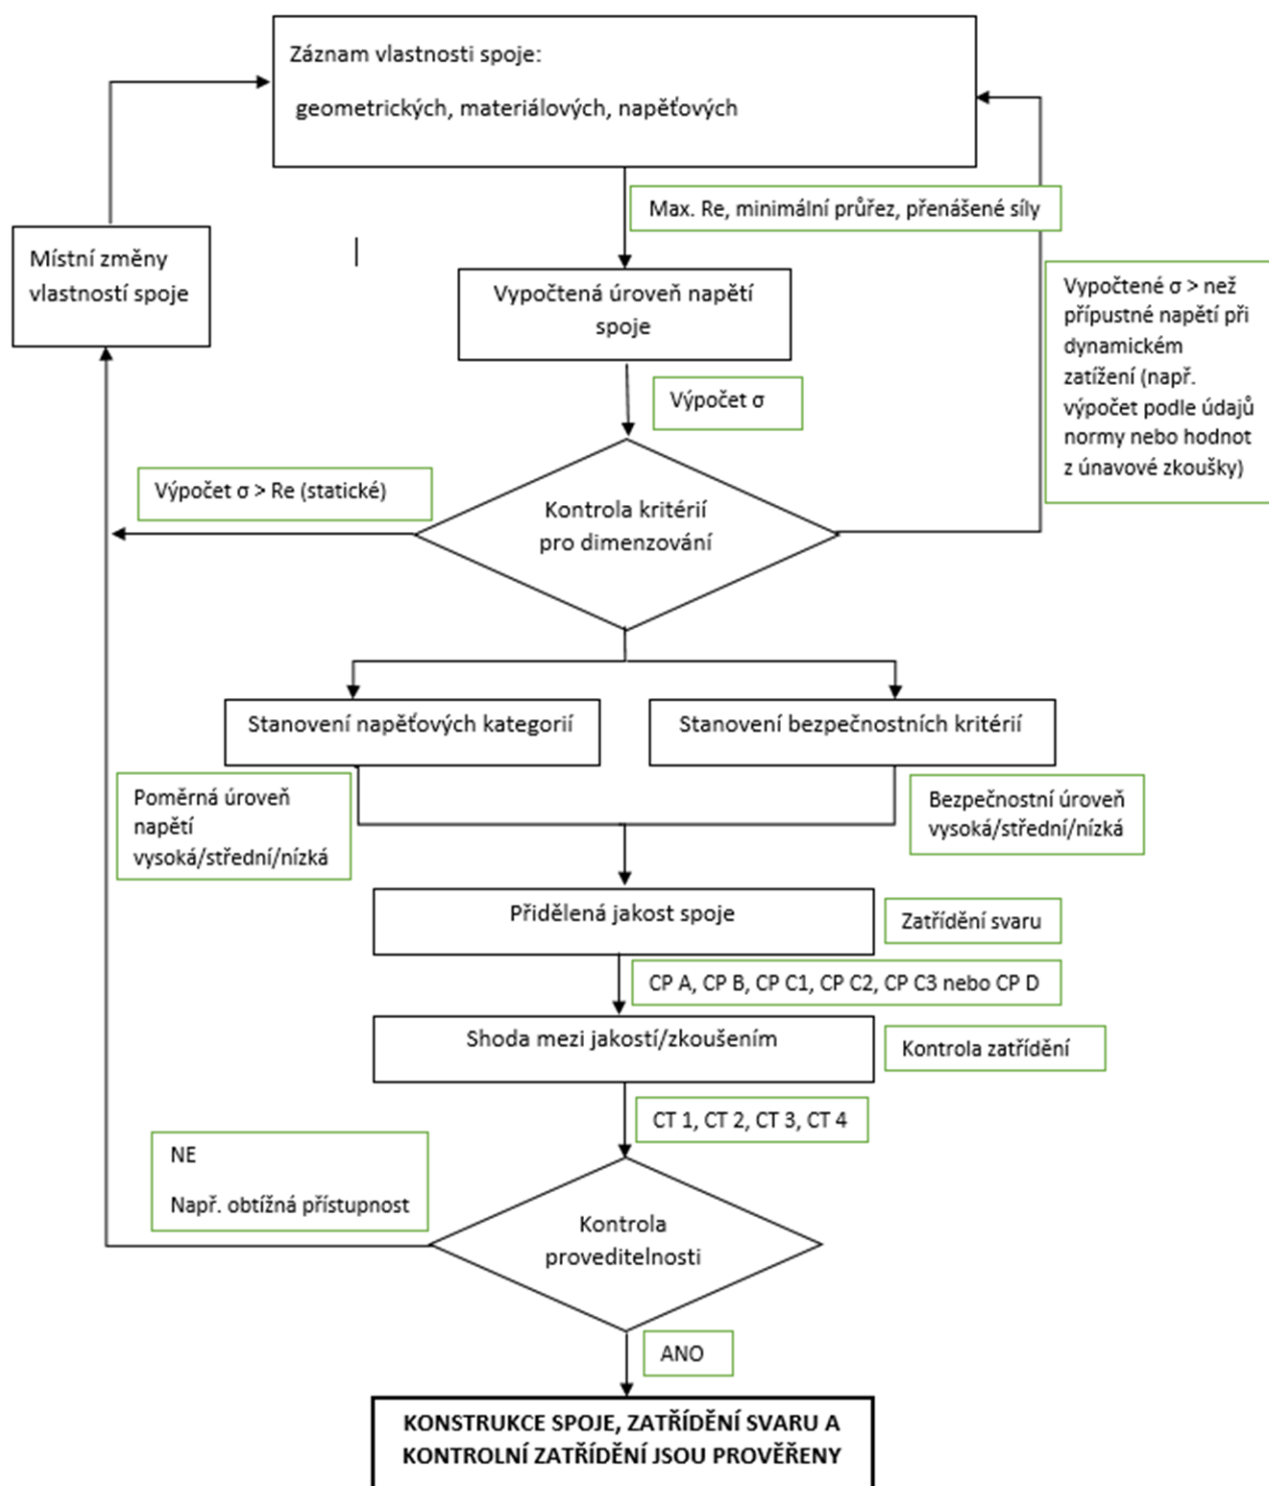 Záznam vlastnosti spoje:
geometrických, materiálových, napěťových
Max. Re, minimální průřez, přenášené síly
Místní změny
vlastností spoje
Vypočtená úroveň napětí
spoje
Vypočtené σ > než
přípustné napětí při
dynamickém
zatížení (např.
výpočet podle údajů
normy nebo hodnot
z únavové zkoušky)
Výpočet σ
Výpočet σ > Re (statické)
Kontrola kritérií
pro dimenzování
Stanovení napěťových kategorií
Stanovení bezpečnostních kritérií
Poměrná úroveň
napětí
vysoká/střední/nízká
Bezpečnostní úroveň
vysoká/střední/nízká
Přidělená jakost spoje
Zatřídění svaru
CP A, CP B, CP C1, CP C2, CP C3 nebo CP D
Shoda mezi jakostí/zkoušením
Kontrola zatřídění
CT 1, CT 2, CT 3, CT 4
NE
Např. obtížná přístupnost
Kontrola
proveditelnosti
ANO
KONSTRUKCE SPOJE, ZATŘÍDĚNÍ SVARU A
KONTROLNÍ ZATŘÍDĚNÍ JSOU PROVĚŘENY